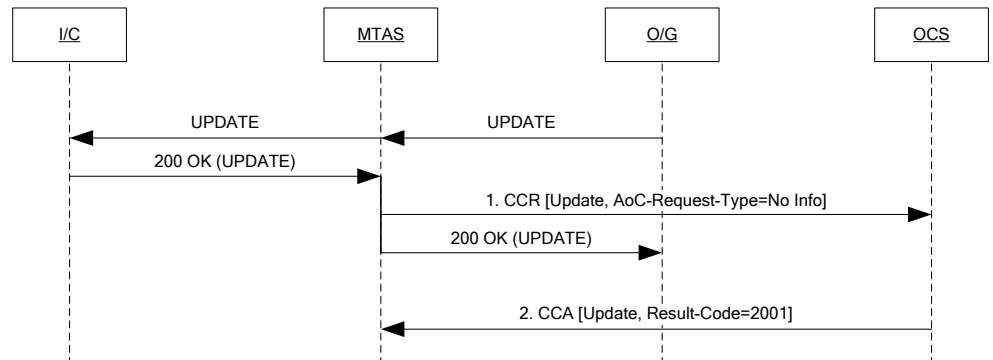 I/C
MTAS
O/G
OCS
UPDATE
UPDATE
200 OK (UPDATE)
1. CCR [Update, AoC-Request-Type=No Info]
200 OK (UPDATE)
2. CCA [Update, Result-Code=2001]